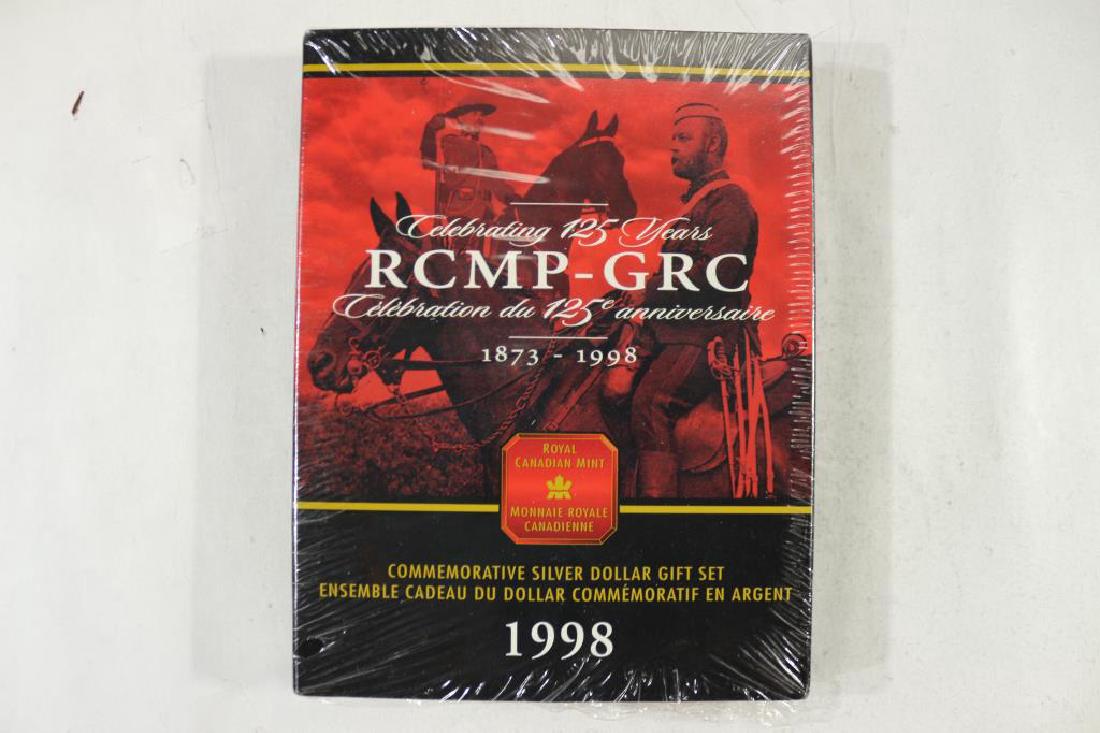 Celebrating 125 Years
RCMP-GRC
Célébration du 125e anniversaire
1873 - 1998
ROYAL
CANADIAN MINT
MONNAIE ROYALE
CANADIENNE
COMMEMORATIVE SILVER DOLLAR GIFT SET
ENSEMBLE CADEAU DU DOLLAR COMMÉMORATIF EN ARGENT
1998